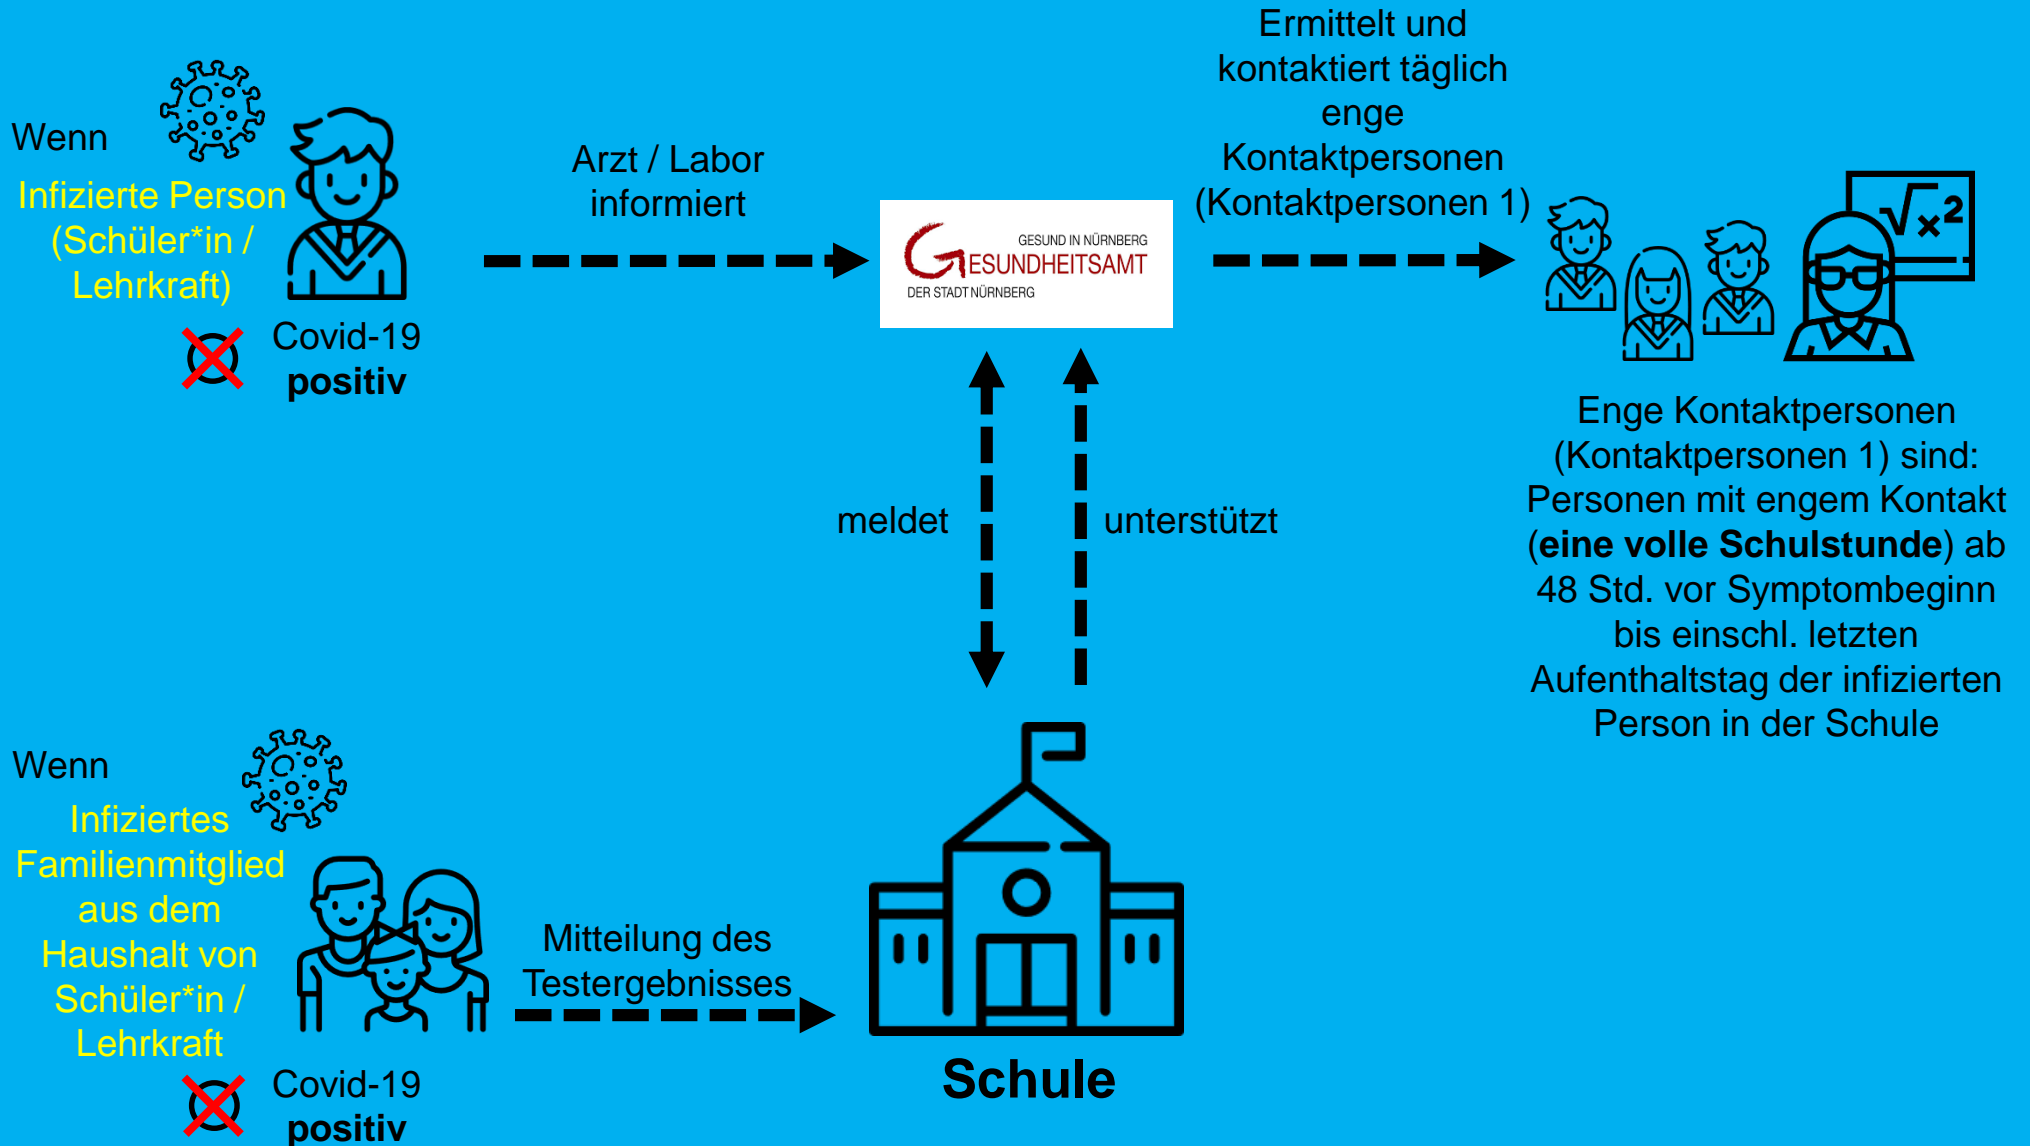 Wenn
Infizierte Person
(Schüler*in /
Lehrkraft)
Covid-19
positiv
Arzt / Labor
informiert
GESUND IN NÜRNBERG
GESUNDHEITSAMT
DER STADT NÜRNBERG
Ermittelt und
kontaktiert täglich
enge
Kontaktpersonen
(Kontaktpersonen 1)
√x²
Enge Kontaktpersonen
(Kontaktpersonen 1) sind:
Personen mit engem Kontakt
(eine volle Schulstunde) ab
48 Std. vor Symptombeginn
bis einschl. letzten
Aufenthaltstag der infizierten
Person in der Schule
meldet
unterstützt
Wenn
Infiziertes
Familienmitglied
aus dem
Haushalt von
Schüler*in /
Lehrkraft
Covid-19
positiv
Mitteilung des
Testergebnisses
Schule